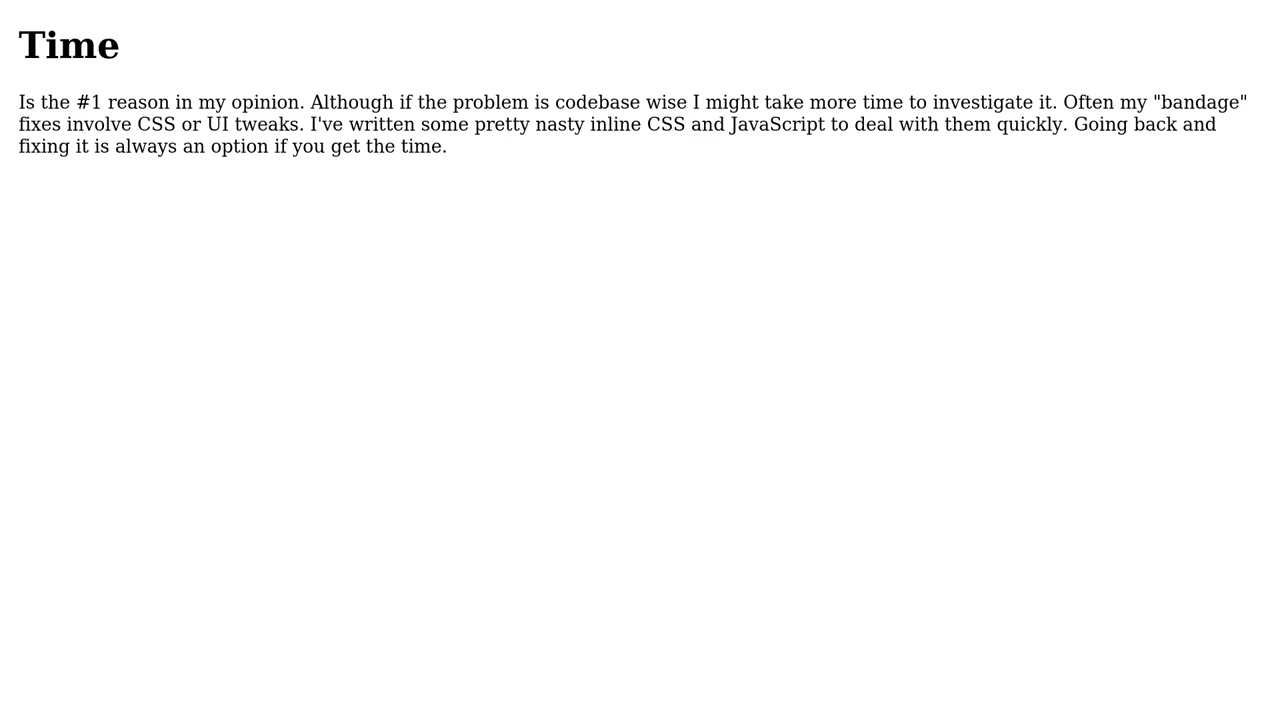 Time
Is the #1 reason in my opinion. Although if the problem is codebase wise I might take more time to investigate it. Often my "bandage"
fixes involve CSS or UI tweaks. I've written some pretty nasty inline CSS and JavaScript to deal with them quickly. Going back and
fixing it is always an option if you get the time.